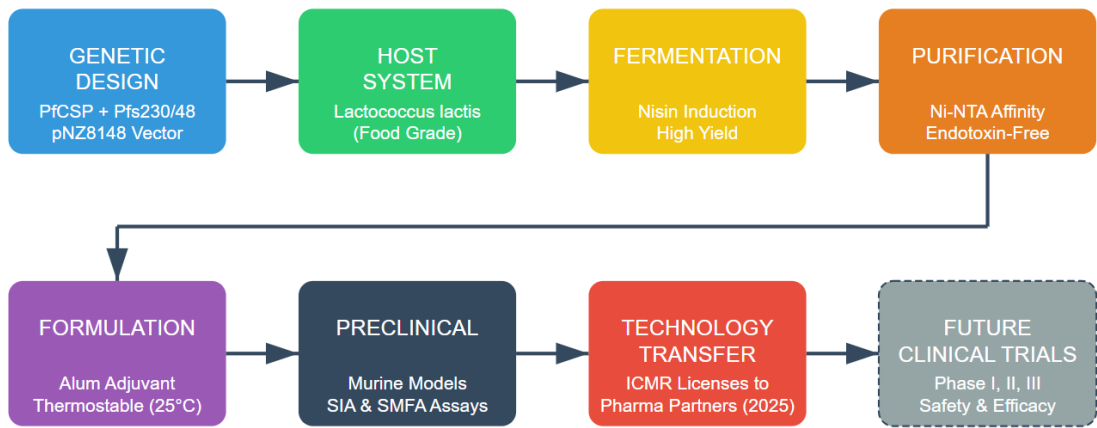 GENETIC
DESIGN
PfCSP + Pfs230/48
pNZ8148 Vector
HOST
SYSTEM
Lactococcus lactis
(Food Grade)
FERMENTATION
Nisin Induction
High Yield
PURIFICATION
Ni-NTA Affinity
Endotoxin-Free
FORMULATION
Alum Adjuvant
Thermostable (25°C)
PRECLINICAL
Murine Models
SIA & SMFA Assays
TECHNOLOGY
TRANSFER
ICMR Licenses to
Pharma Partners (2025)
FUTURE
CLINICAL TRIALS
Phase I, II, III
Safety & Efficacy